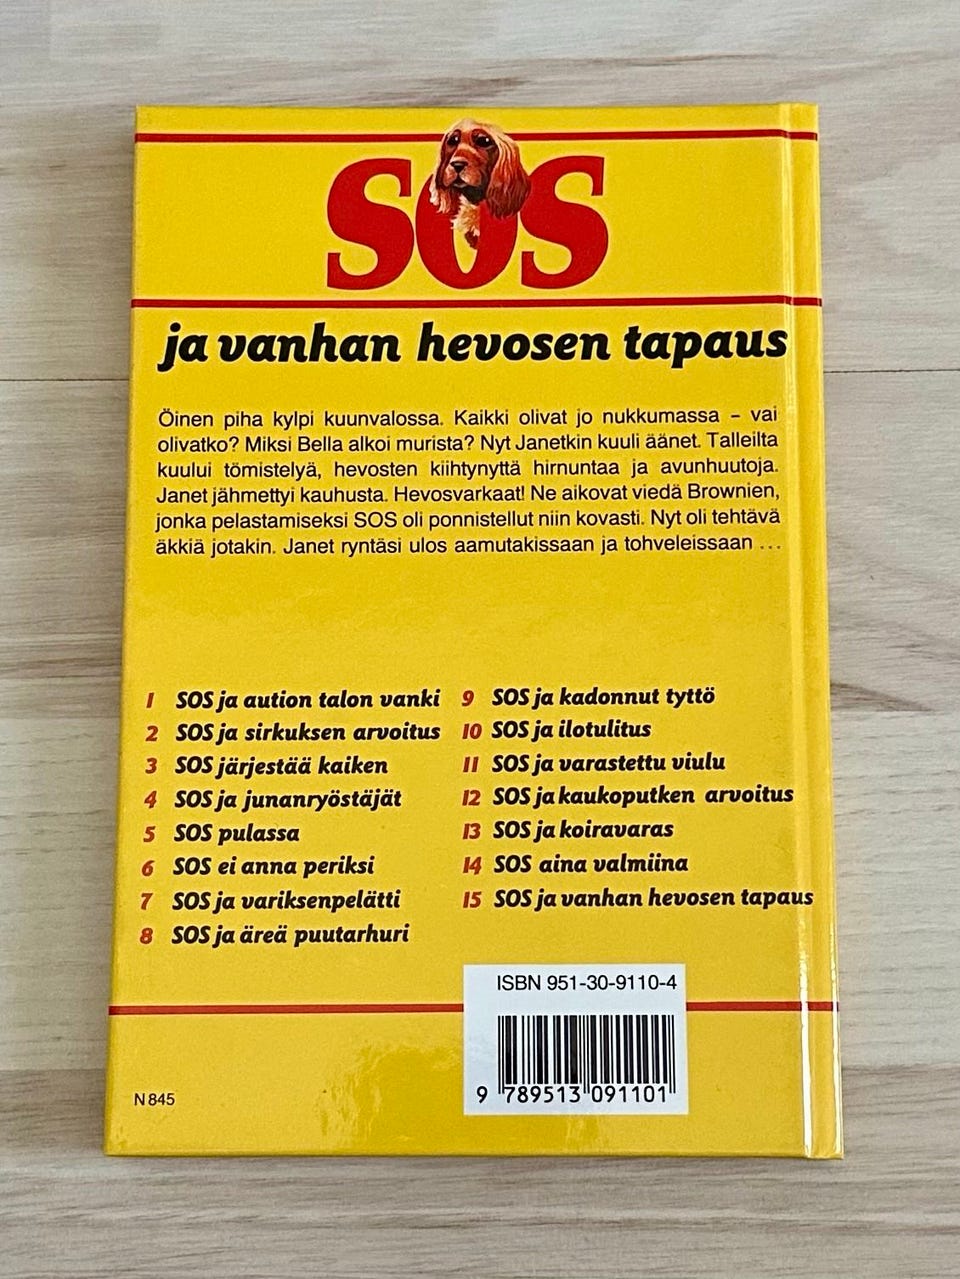 SOS
ja vanhan hevosen tapaus
Öinen piha kylpi kuunvalossa. Kaikki olivat jo nukkumassa – vai
olivatko? Miksi Bella alkoi murista? Nyt Janetkin kuuli äänet. Talleilta
kuului tömistelyä, hevosten kiihtynyttä hirnuntaa ja avunhuutoja.
Janet jähmettyi kauhusta. Hevosvarkaat! Ne aikovat viedä Brownien,
jonka pelastamiseksi SOS oli ponnistellut niin kovasti. Nyt oli tehtävä
äkkiä jotakin. Janet ryntäsi ulos aamutakissaan ja tohveleissaan ...
1 SOS ja aution talon vanki
2 SOS ja sirkuksen arvoitus
3 SOS järjestää kaiken
4 SOS ja junanryöstäjät
5 SOS pulassa
6 SOS ei anna periksi
7 SOS ja variksenpelätti
8 SOS ja äreä puutarhuri
9 SOS ja kadonnut tyttö
10 SOS ja ilotulitus
11 SOS ja varastettu viulu
12 SOS ja kaukoputken arvoitus
13 SOS ja koiravaras
14 SOS aina valmiina
15 SOS ja vanhan hevosen tapaus
ISBN 951-30-9110-4
9 789513 091101
N 845